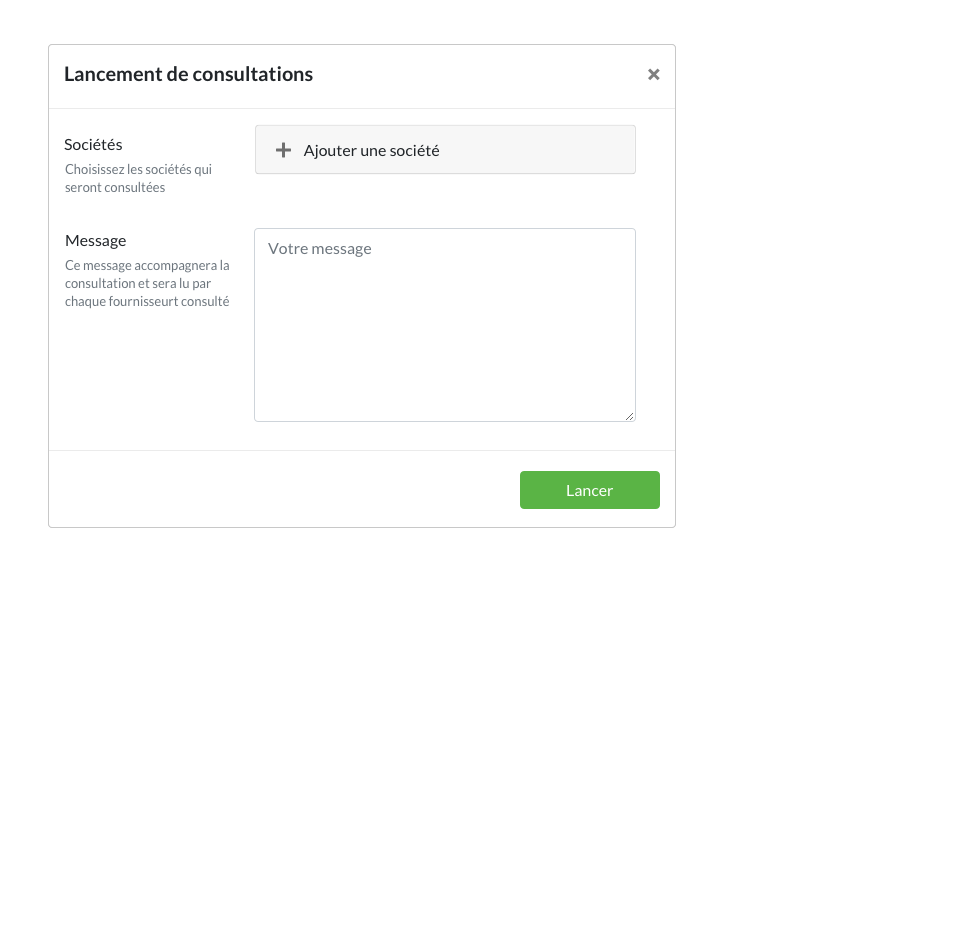 Lancement de consultations
Sociétés
Choisissez les sociétés qui
seront consultées
Ajouter une société
Message
Ce message accompagnera la
consultation et sera lu par
chaque fournisseurt consulté
Votre message
Lancer